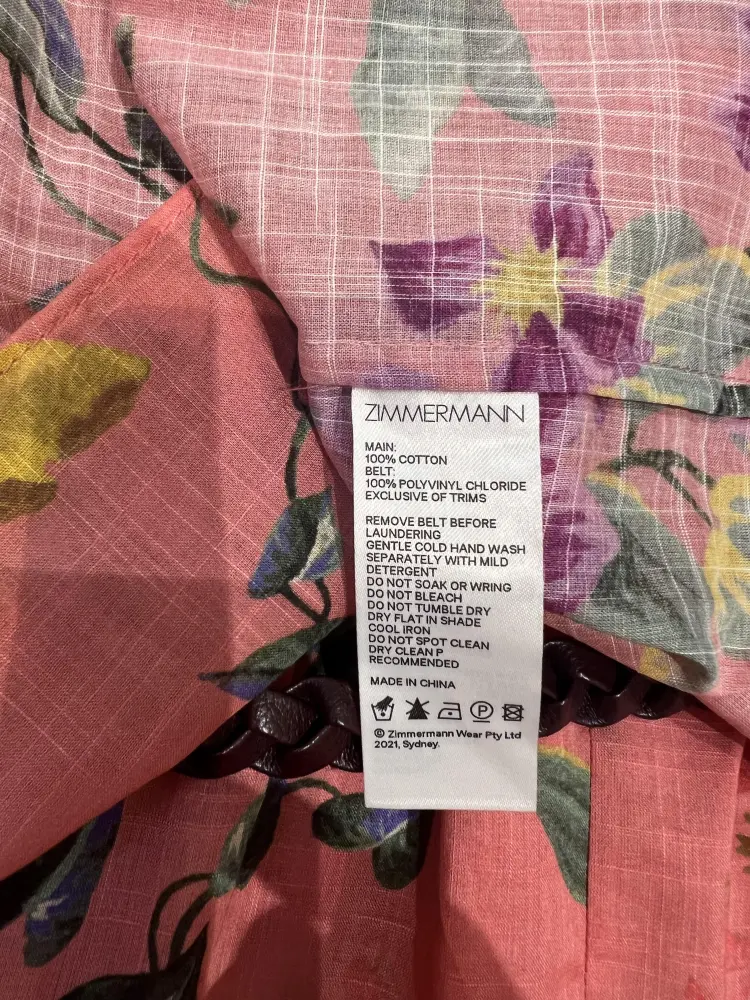 ZIMMERMANN
MAIN:
100% COTTON
BELT:
100% POLYVINYL CHLORIDE
EXCLUSIVE OF TRIMS
REMOVE BELT BEFORE
LAUNDERING
GENTLE COLD HAND WASH
SEPARATELY WITH MILD
DETERGENT
DO NOT SOAK OR WRING
DO NOT BLEACH
DO NOT TUMBLE DRY
DRY FLAT IN SHADE
COOL IRON
DO NOT SPOT CLEAN
DRY CLEAN P
RECOMMENDED
MADE IN CHINA
P
© Zimmermann Wear Pty Ltd
2021, Sydney.